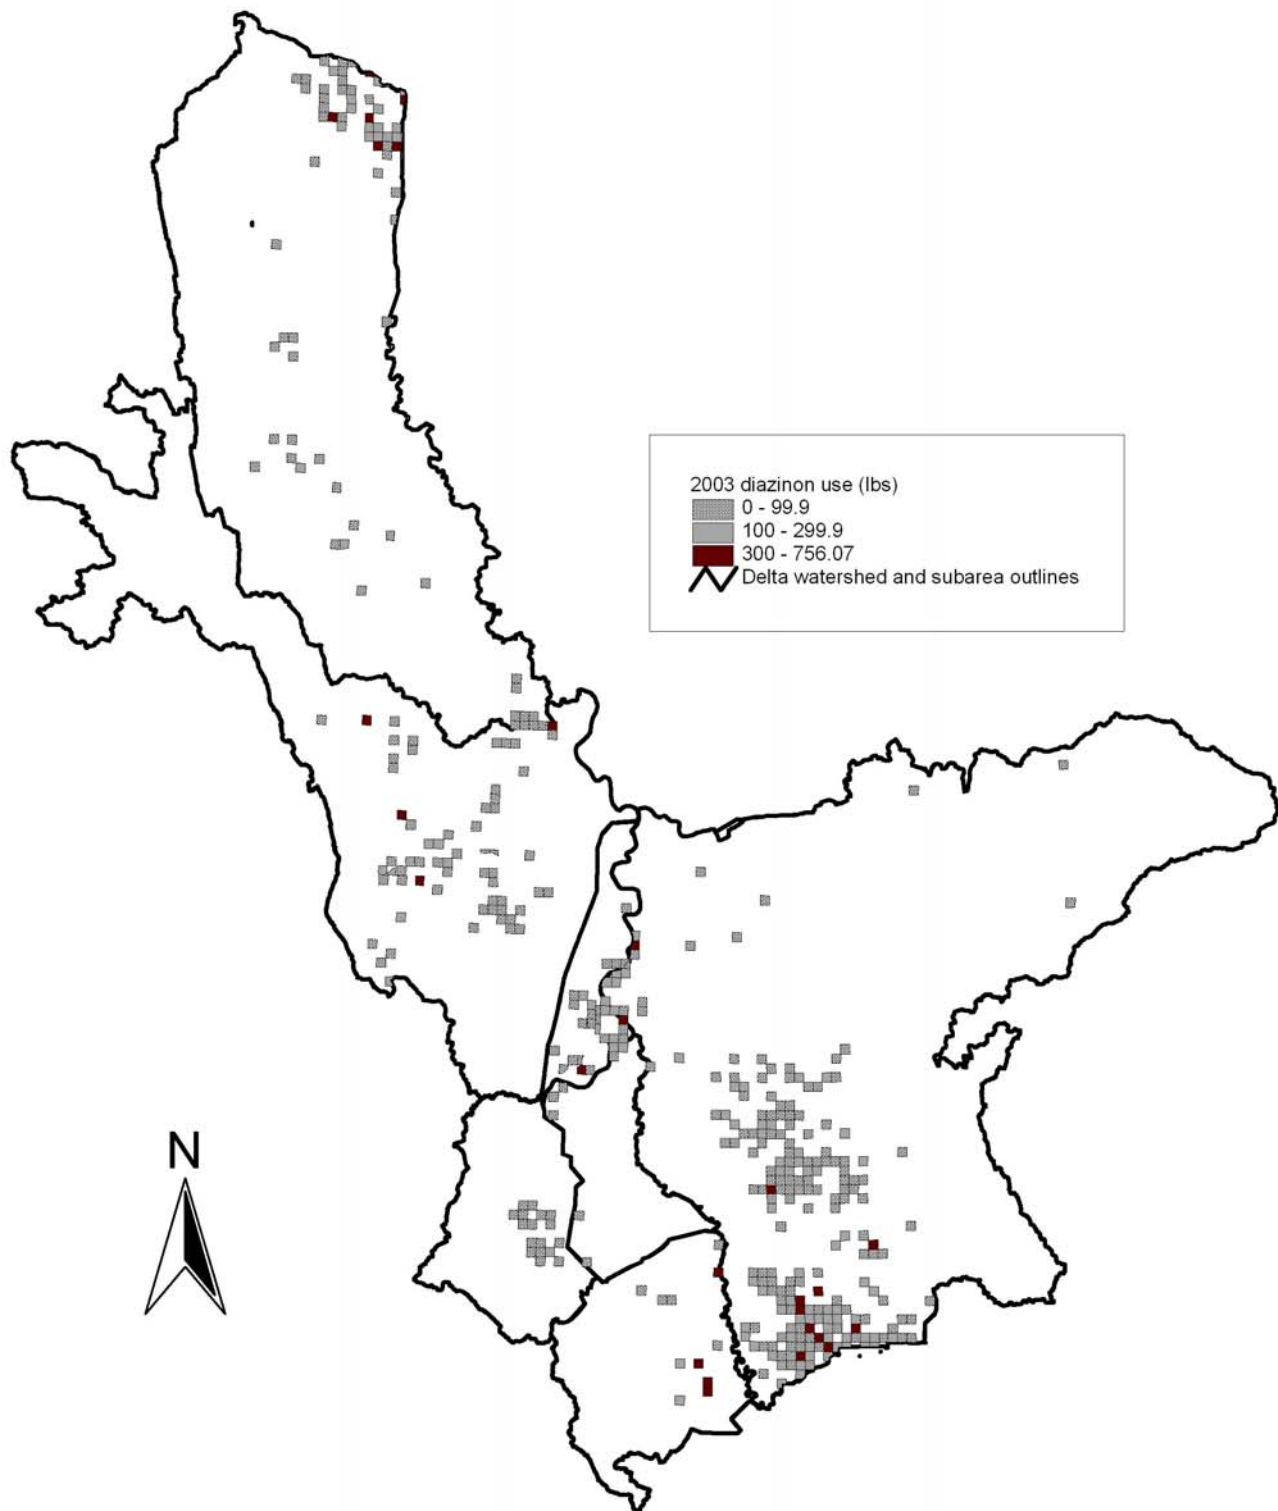 2003 diazinon use (lbs)
0 - 99.9
100 - 299.9
300 - 756.07
Delta watershed and subarea outlines
N